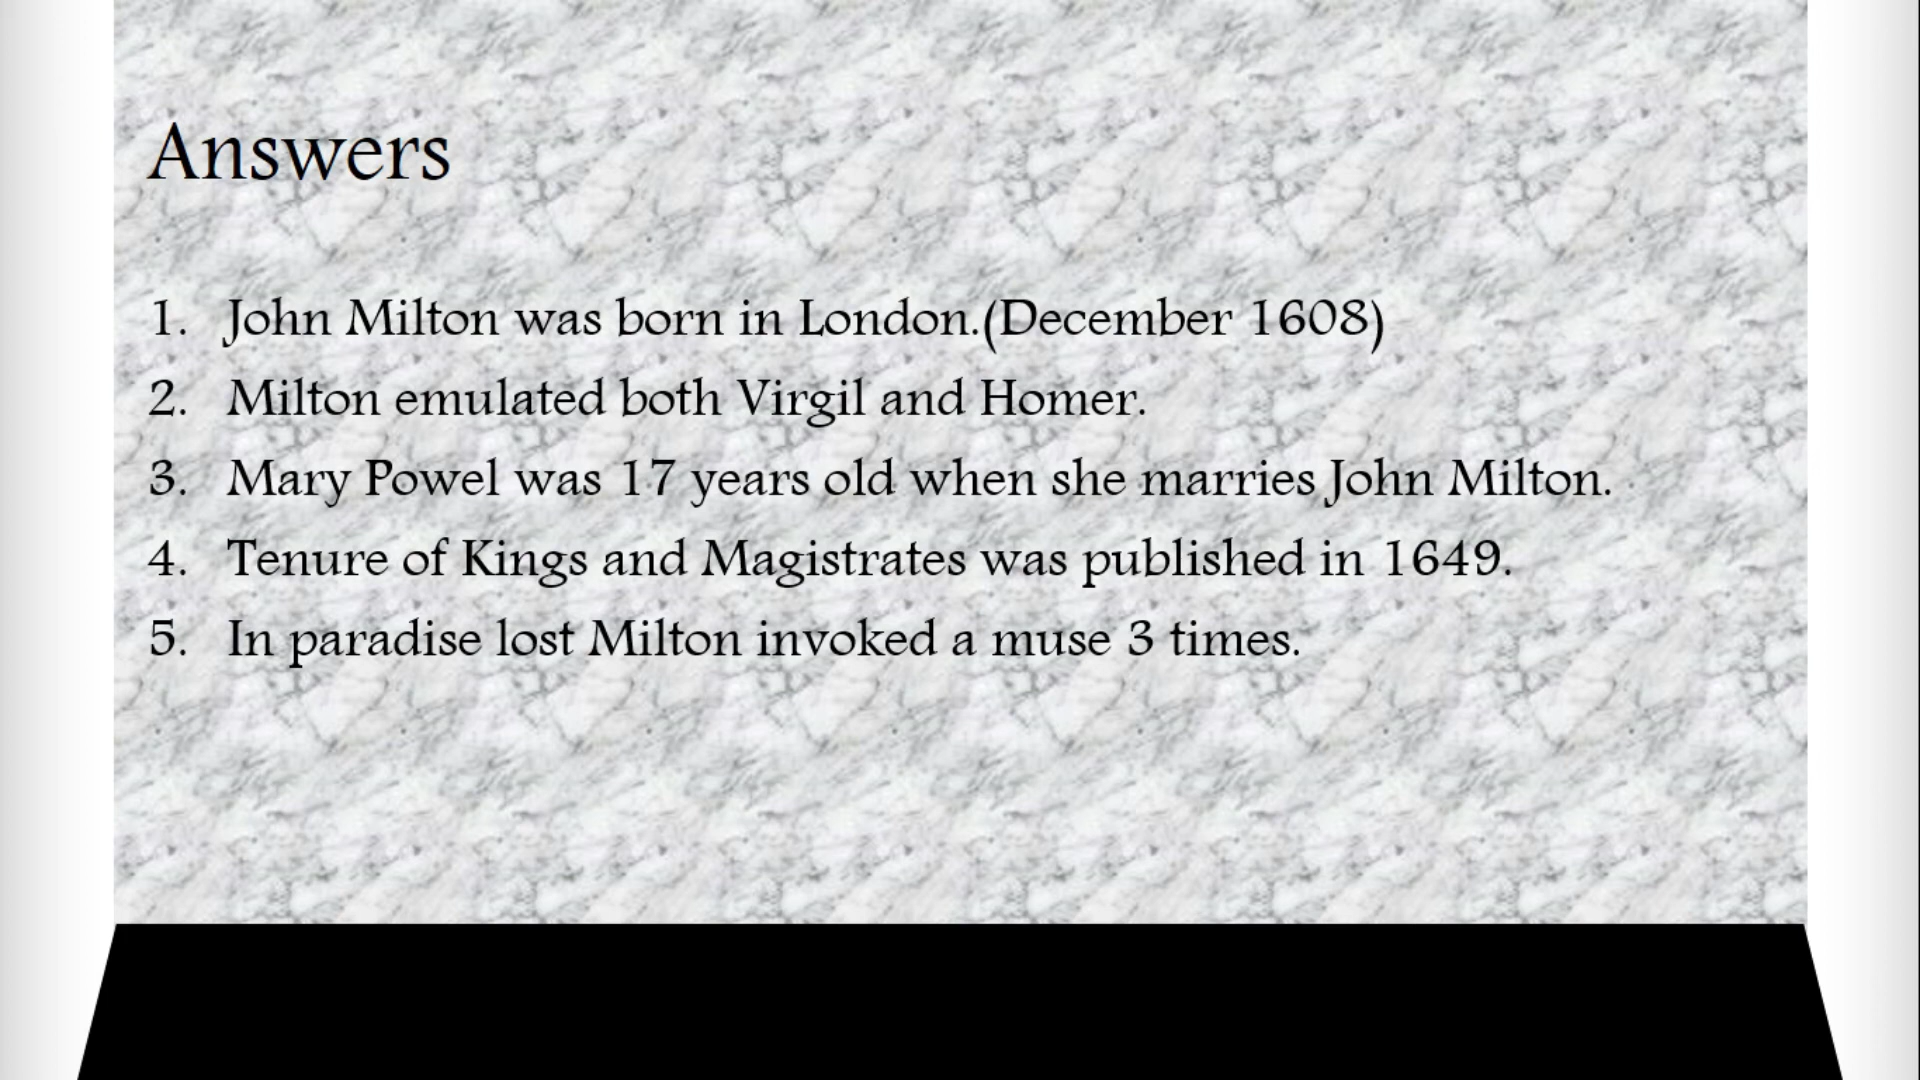 Answers
1. John Milton was born in London.(December 1608)
2. Milton emulated both Virgil and Homer.
3. Mary Powel was 17 years old when she marries John Milton.
4. Tenure of Kings and Magistrates was published in 1649.
5. In paradise lost Milton invoked a muse 3 times.